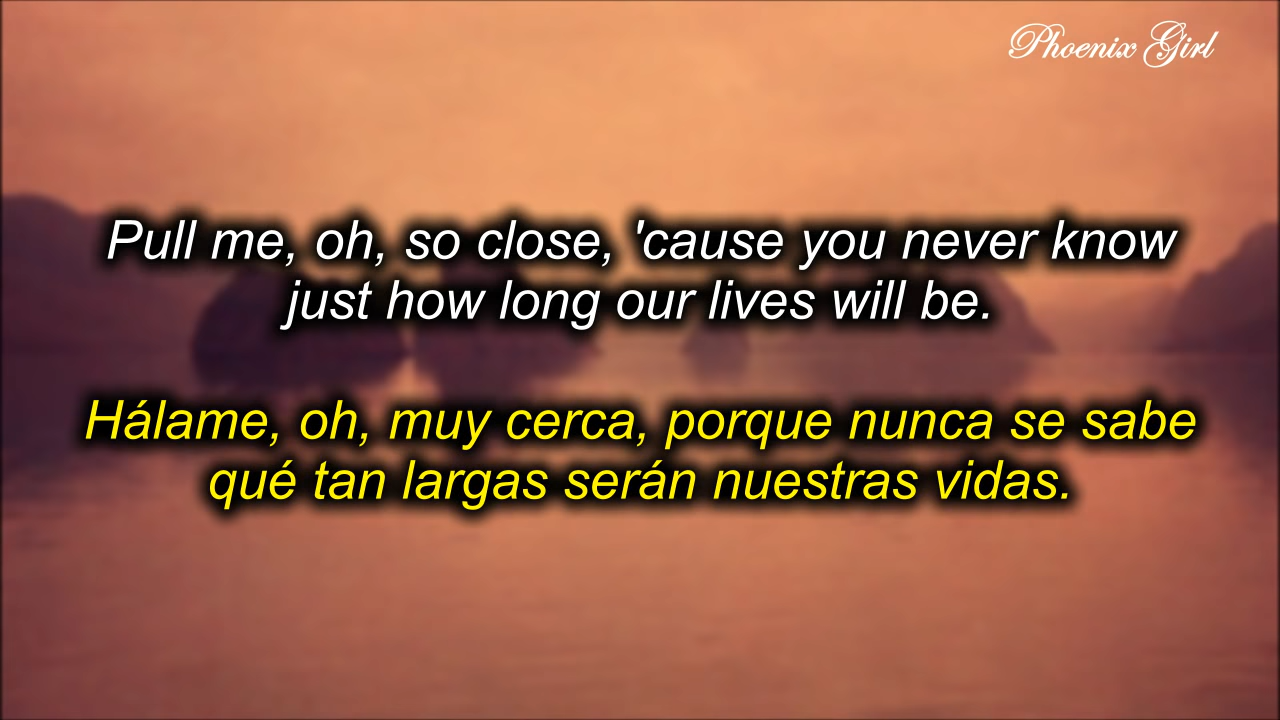 Phoenix Girl
Pull me, oh, so close, 'cause you never know
just how long our lives will be.
Hálame, oh, muy cerca, porque nunca se sabe
qué tan largas serán nuestras vidas.